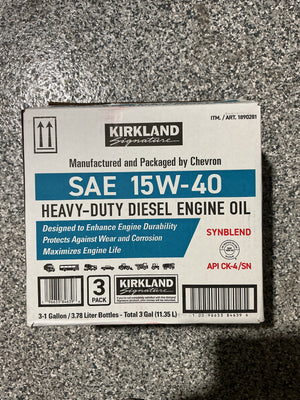 ITM. / ART. 1890281
KIRKLAND
Signature
Manufactured and Packaged by Chevron
SAE 15W-40
HEAVY-DUTY DIESEL ENGINE OIL
Designed to Enhance Engine Durability
Protects Against Wear and Corrosion
Maximizes Engine Life
SYNBLEND
API CK-4/SN
3
PACK
KIRKLAND
Signature
3-1 Gallon / 3.78 Liter Bottles - Total 3 Gal (11.35 L)